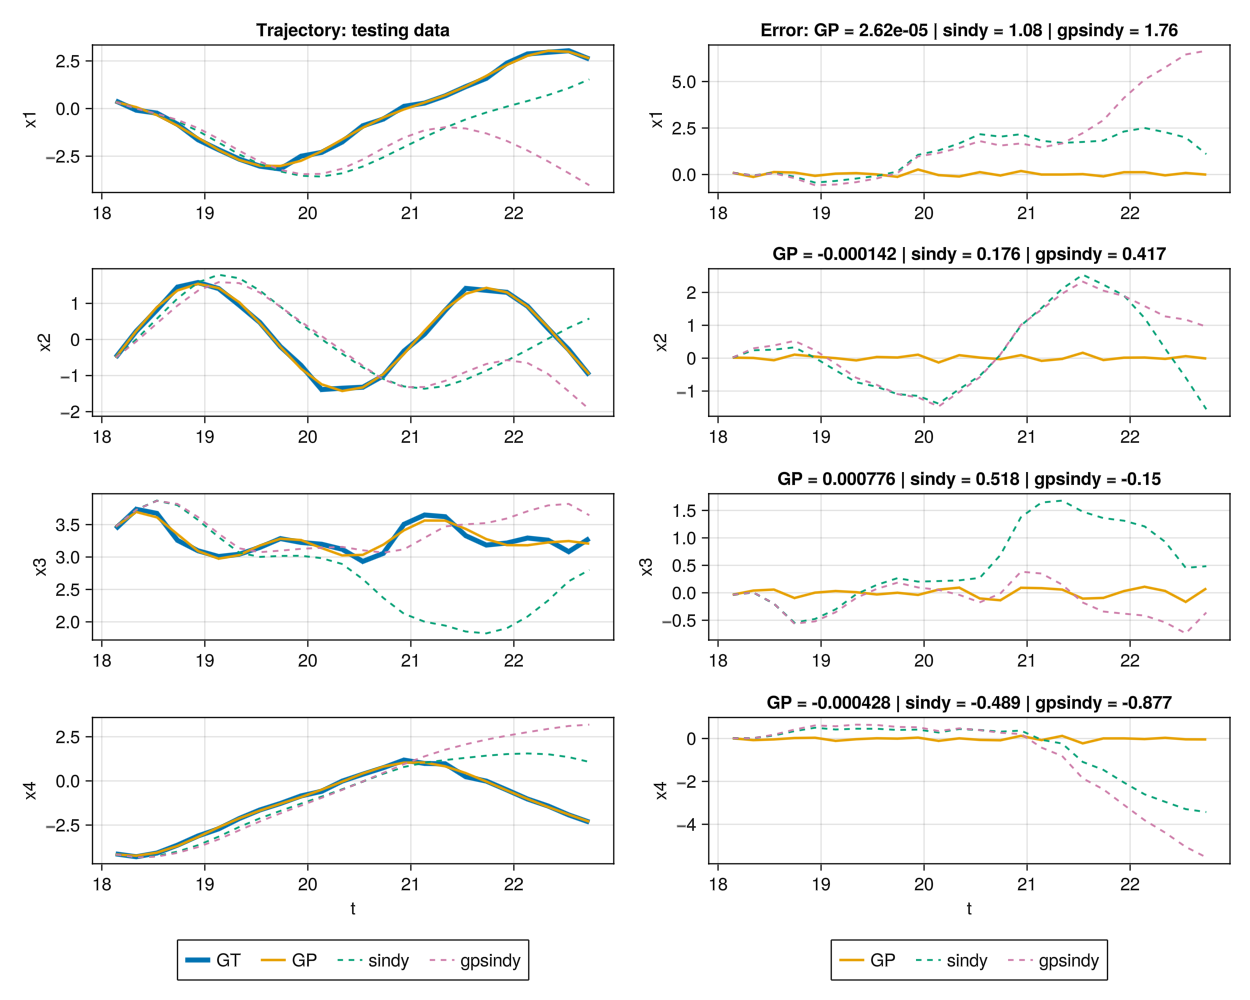 Trajectory: testing data
x1
2.5
0.0
−2.5
18 19 20 21 22
Error: GP = 2.62e-05 | sindy = 1.08 | gpsindy = 1.76
x1
5.0
2.5
0.0
18 19 20 21 22
x2
1
0
−1
−2
18 19 20 21 22
GP = -0.000142 | sindy = 0.176 | gpsindy = 0.417
x2
2
1
0
−1
18 19 20 21 22
x3
3.5
3.0
2.5
2.0
18 19 20 21 22
GP = 0.000776 | sindy = 0.518 | gpsindy = -0.15
x3
1.5
1.0
0.5
0.0
−0.5
18 19 20 21 22
x4
2.5
0.0
−2.5
18 19 20 21 22
t
GP = -0.000428 | sindy = -0.489 | gpsindy = -0.877
x4
0
−2
−4
18 19 20 21 22
t
GT GP sindy gpsindy
GP sindy gpsindy